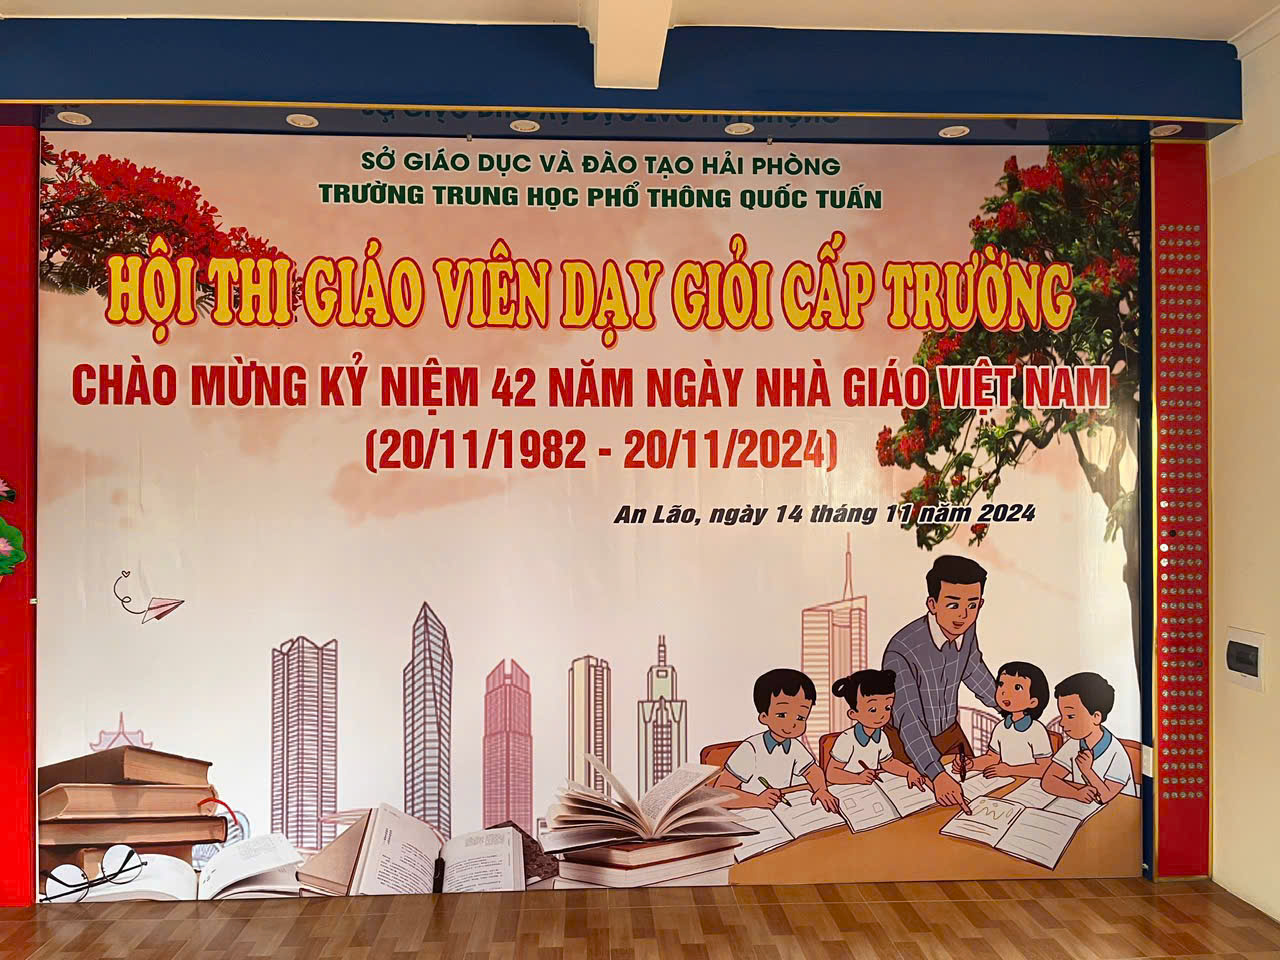 SỞ GIÁO DỤC VÀ ĐÀO TẠO HẢI PHÒNG
TRƯỜNG TRUNG HỌC PHỔ THÔNG QUỐC TUẤN
HỘI THI GIÁO VIÊN DẠY GIỎI CẤP TRƯỜNG
CHÀO MỪNG KỶ NIỆM 42 NĂM NGÀY NHÀ GIÁO VIỆT NAM
(20/11/1982 - 20/11/2024)
An Lão, ngày 14 tháng 11 năm 2024